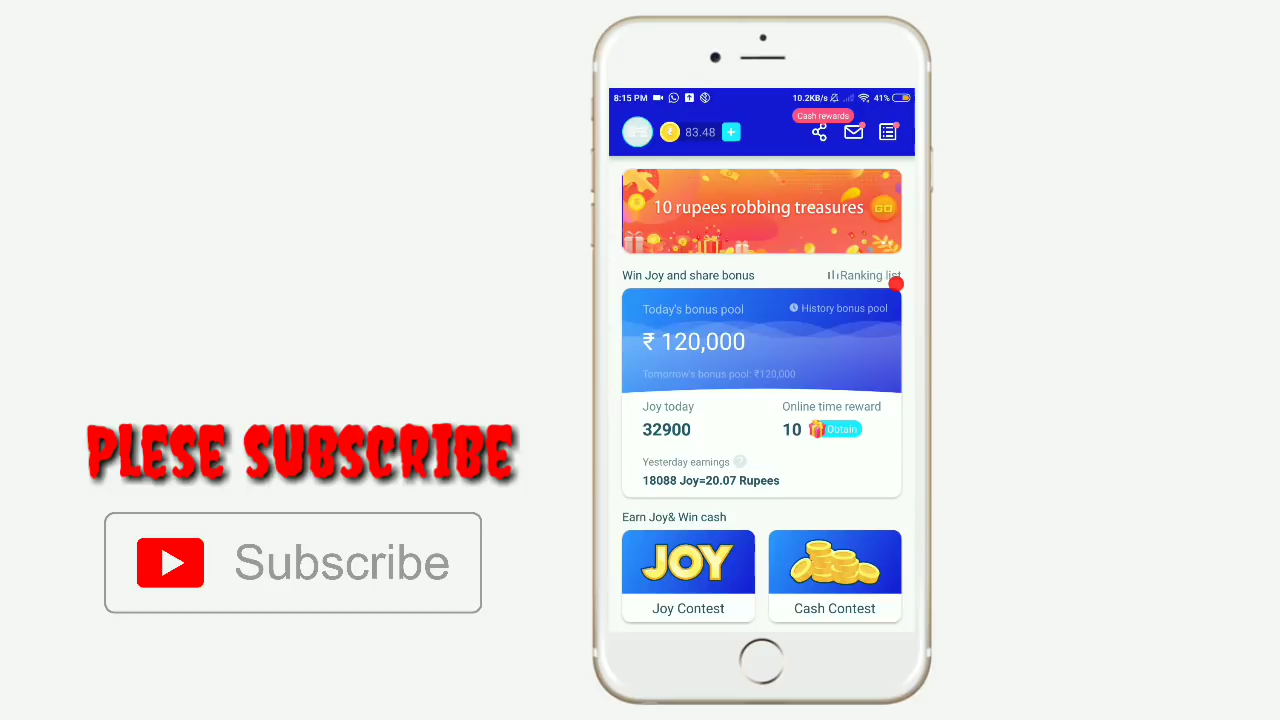 8:15 PM
10.2KB/s
41%
Cash rewards
83.48
+
10 rupees robbing treasures
GO
Win Joy and share bonus
Ranking list
Today's bonus pool
History bonus pool
₹ 120,000
Tomorrow's bonus pool: ₹120,000
Joy today
Online time reward
32900
10
Obtain
Yesterday earnings ?
18088 Joy=20.07 Rupees
Earn Joy& Win cash
JOY
Joy Contest
Cash Contest
PLESE SUBSCRIBE
Subscribe